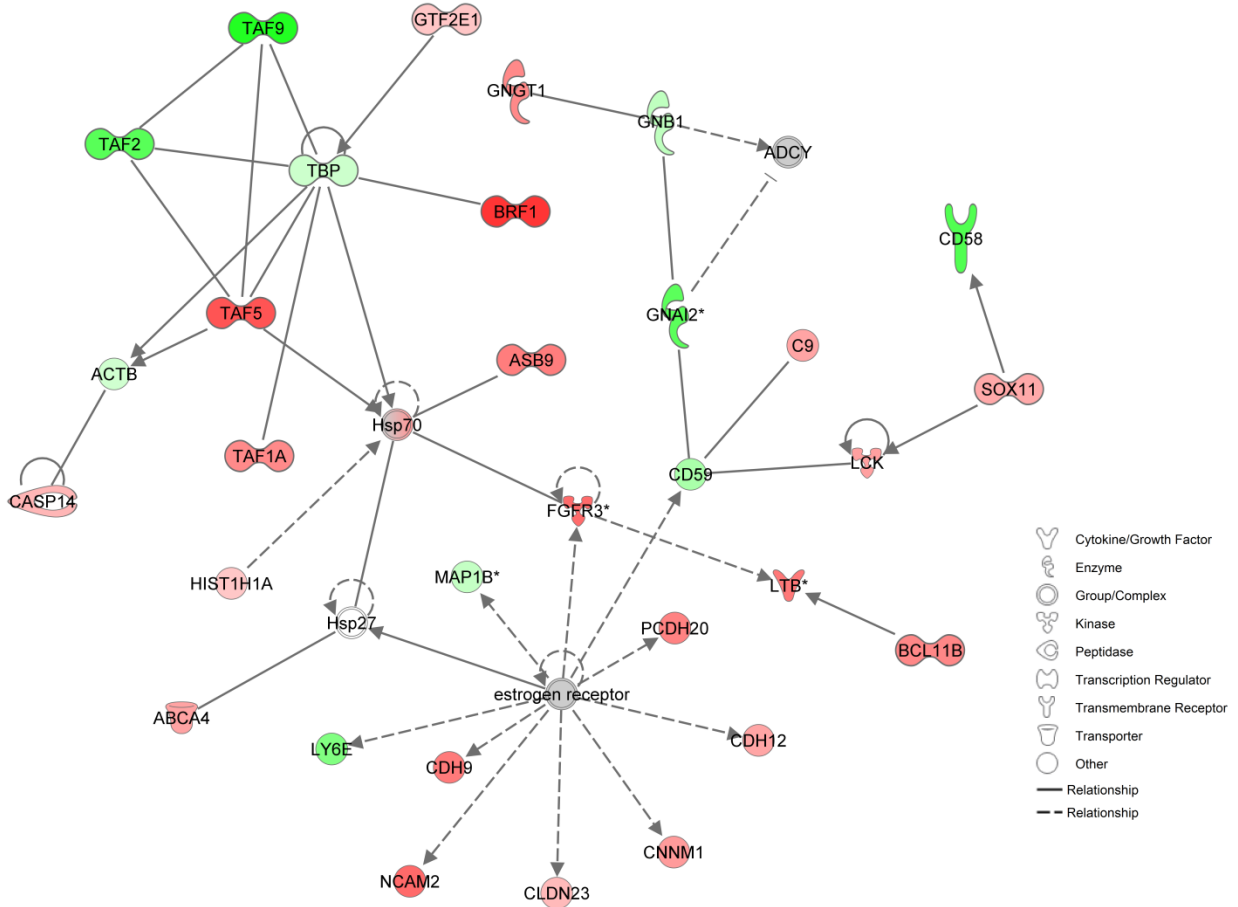 TAF9
GTF2E1
GNGT1
GNB1
TAF2
ADCY
TBP
BRF1
CD58
TAF5
GNAI2*
C9
ASB9
ACTB
SOX11
Hsp70
TAF1A
LCK
CD59
CASP14
FGFR3*
HIST1H1A
MAP1B*
LTB*
Hsp27
PCDH20
BCL11B
estrogen receptor
ABCA4
LY6E
CDH9
CDH12
CNNM1
NCAM2
CLDN23
Cytokine/Growth Factor
Enzyme
Group/Complex
Kinase
Peptidase
Transcription Regulator
Transmembrane Receptor
Transporter
Other
Relationship
Relationship